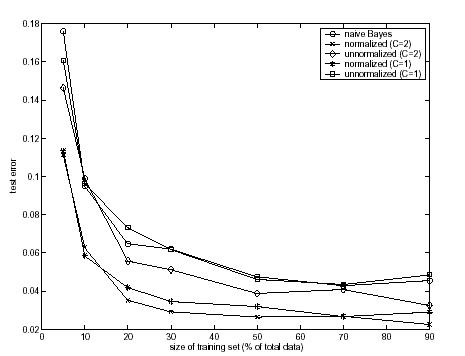 0.18
0.16
0.14
0.12
0.1
0.08
0.06
0.04
0.02
test error
naive Bayes
normalized (C=2)
unnormalized (C=2)
normalized (C=1)
unnormalized (C=1)
0 10 20 30 40 50 60 70 80 90
size of training set (% of total data)